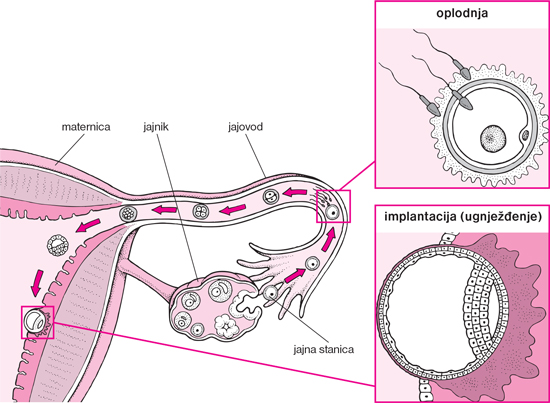 oplodnja
maternica
jajnik
jajovod
implantacija (ugnježđenje)
jajna stanica